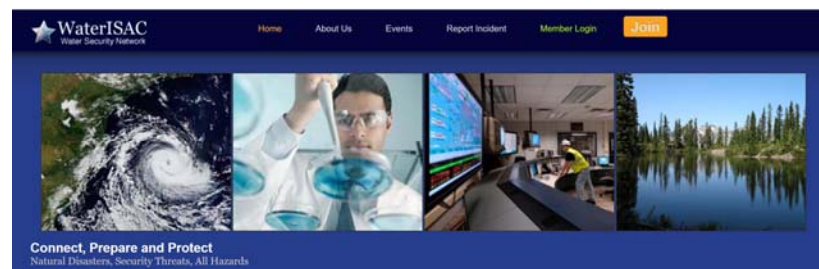 WaterISAC
Water Security Network
Home About Us Events Report Incident Member Login Join
Connect, Prepare and Protect
Natural Disasters, Security Threats, All Hazards